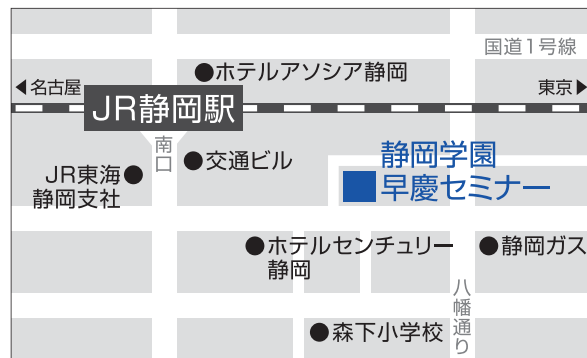 国道1号線
ホテルアソシア静岡
名古屋
東京
JR静岡駅
南口
交通ビル
JR東海
静岡支社
静岡学園
早慶セミナー
ホテルセンチュリー
静岡
静岡ガス
八幡通り
森下小学校